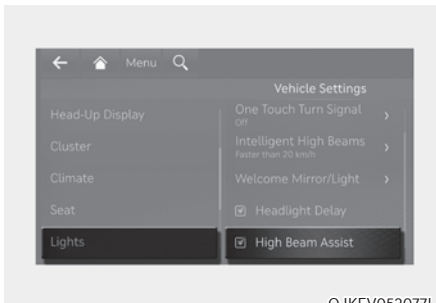 Menu
Vehicle Settings
Head-Up Display
Cluster
Climate
Seat
Lights
One Touch Turn Signal
Off
Intelligent High Beams
Faster than 20 km/h
Welcome Mirror/Light
Headlight Delay
High Beam Assist